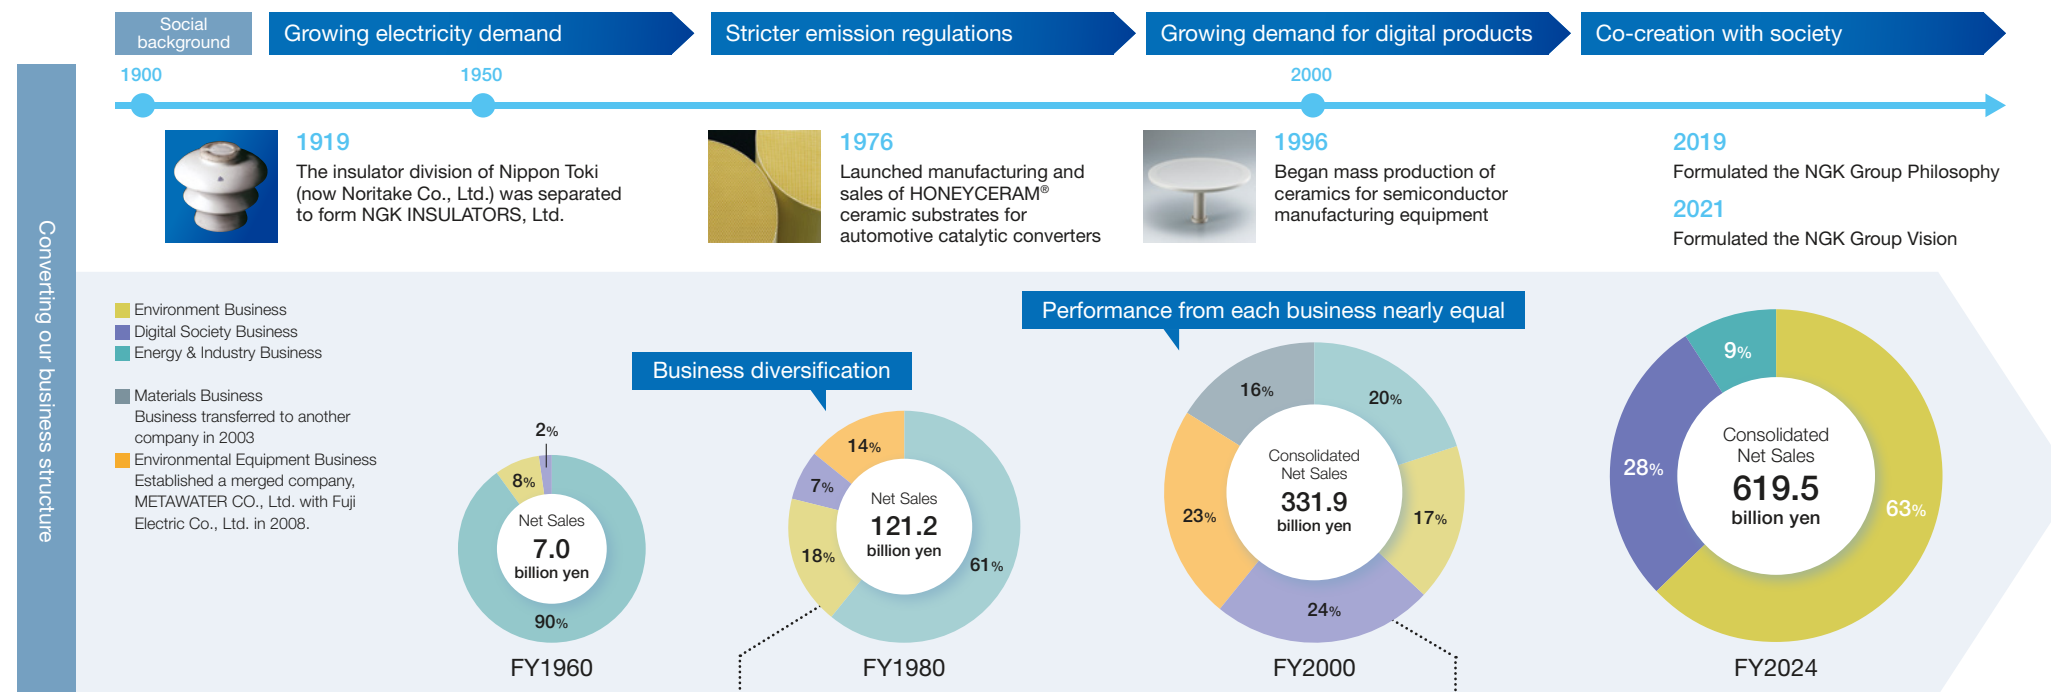 Social
background
Growing electricity demand
Stricter emission regulations
Growing demand for digital products
Co-creation with society
1900
1950
2000
1919
The insulator division of Nippon Toki
(now Noritake Co., Ltd.) was separated
to form NGK INSULATORS, Ltd.
1976
Launched manufacturing and
sales of HONEYCERAM®
ceramic substrates for
automotive catalytic converters
1996
Began mass production of
ceramics for semiconductor
manufacturing equipment
2019
Formulated the NGK Group Philosophy
2021
Formulated the NGK Group Vision
Converting our business structure
Environment Business
Digital Society Business
Energy & Industry Business
Materials Business
Business transferred to another
company in 2003
Environmental Equipment Business
Established a merged company,
METAWATER CO., Ltd. with Fuji
Electric Co., Ltd. in 2008.
2%
8%
Net Sales
7.0
billion yen
90%
FY1960
Business diversification
14%
7%
18%
Net Sales
121.2
billion yen
61%
FY1980
Performance from each business nearly equal
16%
20%
23%
Consolidated
Net Sales
331.9
billion yen
17%
24%
FY2000
9%
28%
Consolidated
Net Sales
619.5
billion yen
63%
FY2024